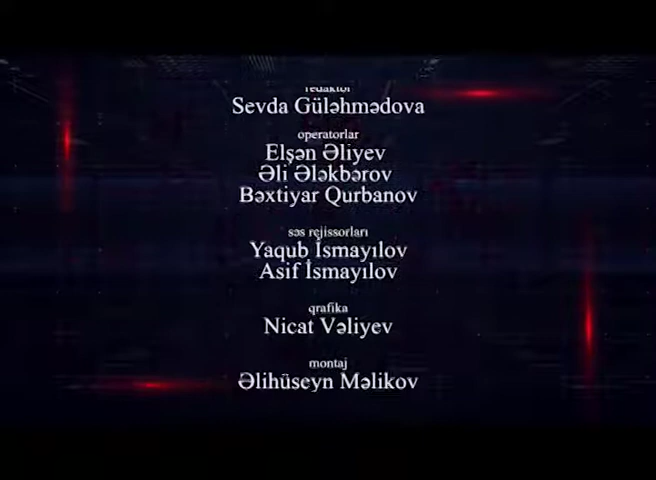 redaktor
Sevda Güləhmədova
operatorlar
Elşən Əliyev
Əli Ələkbərov
Bəxtiyar Qurbanov
səs rejissorları
Yaqub İsmayılov
Asif İsmayılov
qrafika
Nicat Vəliyev
montaj
Əlihüseyn Məlikov